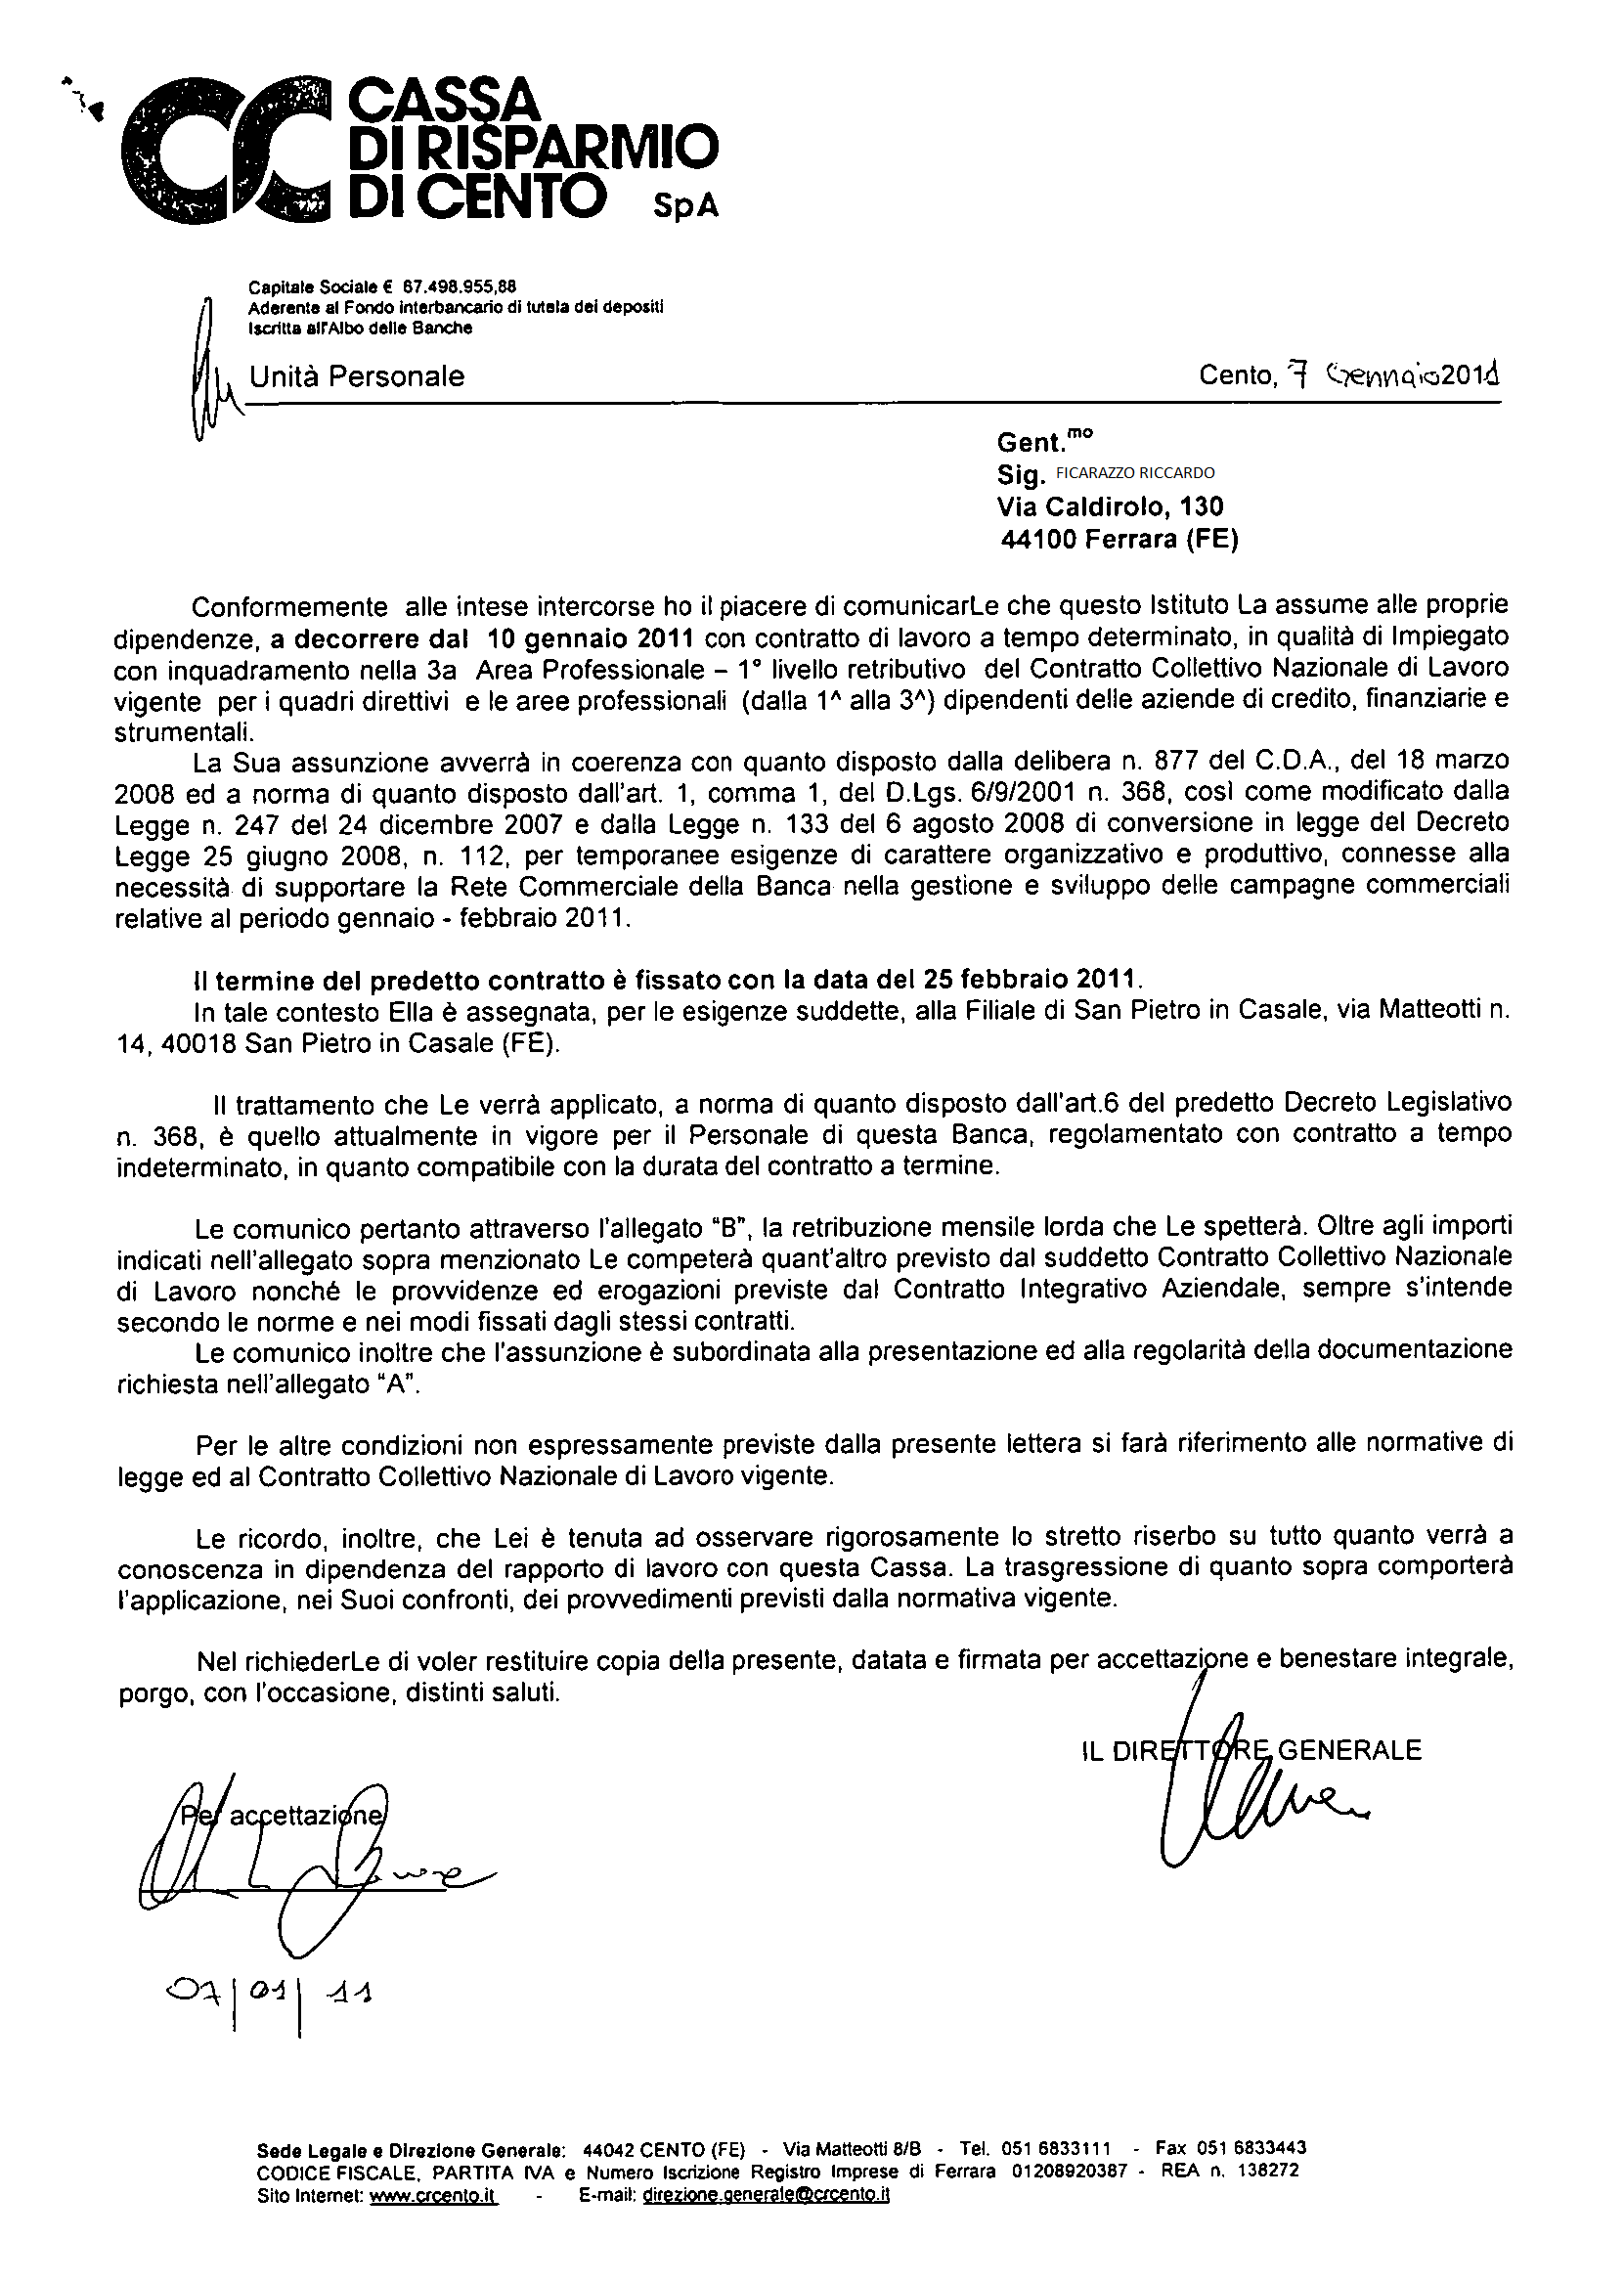 CASSA
DI RISPARMIO
DI CENTO SpA
Capitale Sociale € 67.498.955,88
Aderente al Fondo interbancario di tutela dei depositi
Iscritta all'Albo delle Banche
Unità Personale
Cento, 7 Gennaio 2011
Gent.mo
Sig. FICARAZZO RICCARDO
Via Caldirolo, 130
44100 Ferrara (FE)
Conformemente alle intese intercorse ho il piacere di comunicarLe che questo Istituto La assume alle proprie
dipendenze, a decorrere dal 10 gennaio 2011 con contratto di lavoro a tempo determinato, in qualità di Impiegato
con inquadramento nella 3a Area Professionale – 1° livello retributivo del Contratto Collettivo Nazionale di Lavoro
vigente per i quadri direttivi e le aree professionali (dalla 1^ alla 3^) dipendenti delle aziende di credito, finanziarie e
strumentali.
La Sua assunzione avverrà in coerenza con quanto disposto dalla delibera n. 877 del C.D.A., del 18 marzo
2008 ed a norma di quanto disposto dall'art. 1, comma 1, del D.Lgs. 6/9/2001 n. 368, così come modificato dalla
Legge n. 247 del 24 dicembre 2007 e dalla Legge n. 133 del 6 agosto 2008 di conversione in legge del Decreto
Legge 25 giugno 2008, n. 112, per temporanee esigenze di carattere organizzativo e produttivo, connesse alla
necessità di supportare la Rete Commerciale della Banca nella gestione e sviluppo delle campagne commerciali
relative al periodo gennaio - febbraio 2011.
Il termine del predetto contratto è fissato con la data del 25 febbraio 2011.
In tale contesto Ella è assegnata, per le esigenze suddette, alla Filiale di San Pietro in Casale, via Matteotti n.
14, 40018 San Pietro in Casale (FE).
Il trattamento che Le verrà applicato, a norma di quanto disposto dall'art.6 del predetto Decreto Legislativo
n. 368, è quello attualmente in vigore per il Personale di questa Banca, regolamentato con contratto a tempo
indeterminato, in quanto compatibile con la durata del contratto a termine.
Le comunico pertanto attraverso l'allegato "B", la retribuzione mensile lorda che Le spetterà. Oltre agli importi
indicati nell'allegato sopra menzionato Le competerà quant'altro previsto dal suddetto Contratto Collettivo Nazionale
di Lavoro nonché le provvidenze ed erogazioni previste dal Contratto Integrativo Aziendale, sempre s'intende
secondo le norme e nei modi fissati dagli stessi contratti.
Le comunico inoltre che l'assunzione è subordinata alla presentazione ed alla regolarità della documentazione
richiesta nell'allegato "A".
Per le altre condizioni non espressamente previste dalla presente lettera si farà riferimento alle normative di
legge ed al Contratto Collettivo Nazionale di Lavoro vigente.
Le ricordo, inoltre, che Lei è tenuta ad osservare rigorosamente lo stretto riserbo su tutto quanto verrà a
conoscenza in dipendenza del rapporto di lavoro con questa Cassa. La trasgressione di quanto sopra comporterà
l'applicazione, nei Suoi confronti, dei provvedimenti previsti dalla normativa vigente.
Nel richiederLe di voler restituire copia della presente, datata e firmata per accettazione e benestare integrale,
porgo, con l'occasione, distinti saluti.
IL DIRETTORE GENERALE
Per accettazione
07/01/11
Sede Legale e Direzione Generale: 44042 CENTO (FE) - Via Matteotti 8/B - Tel. 051 6833111 - Fax 051 6833443
CODICE FISCALE, PARTITA IVA e Numero Iscrizione Registro Imprese di Ferrara 01208920387 - REA n. 138272
Sito Internet: www.crcento.it - E-mail: direzione.generale@crcento.it